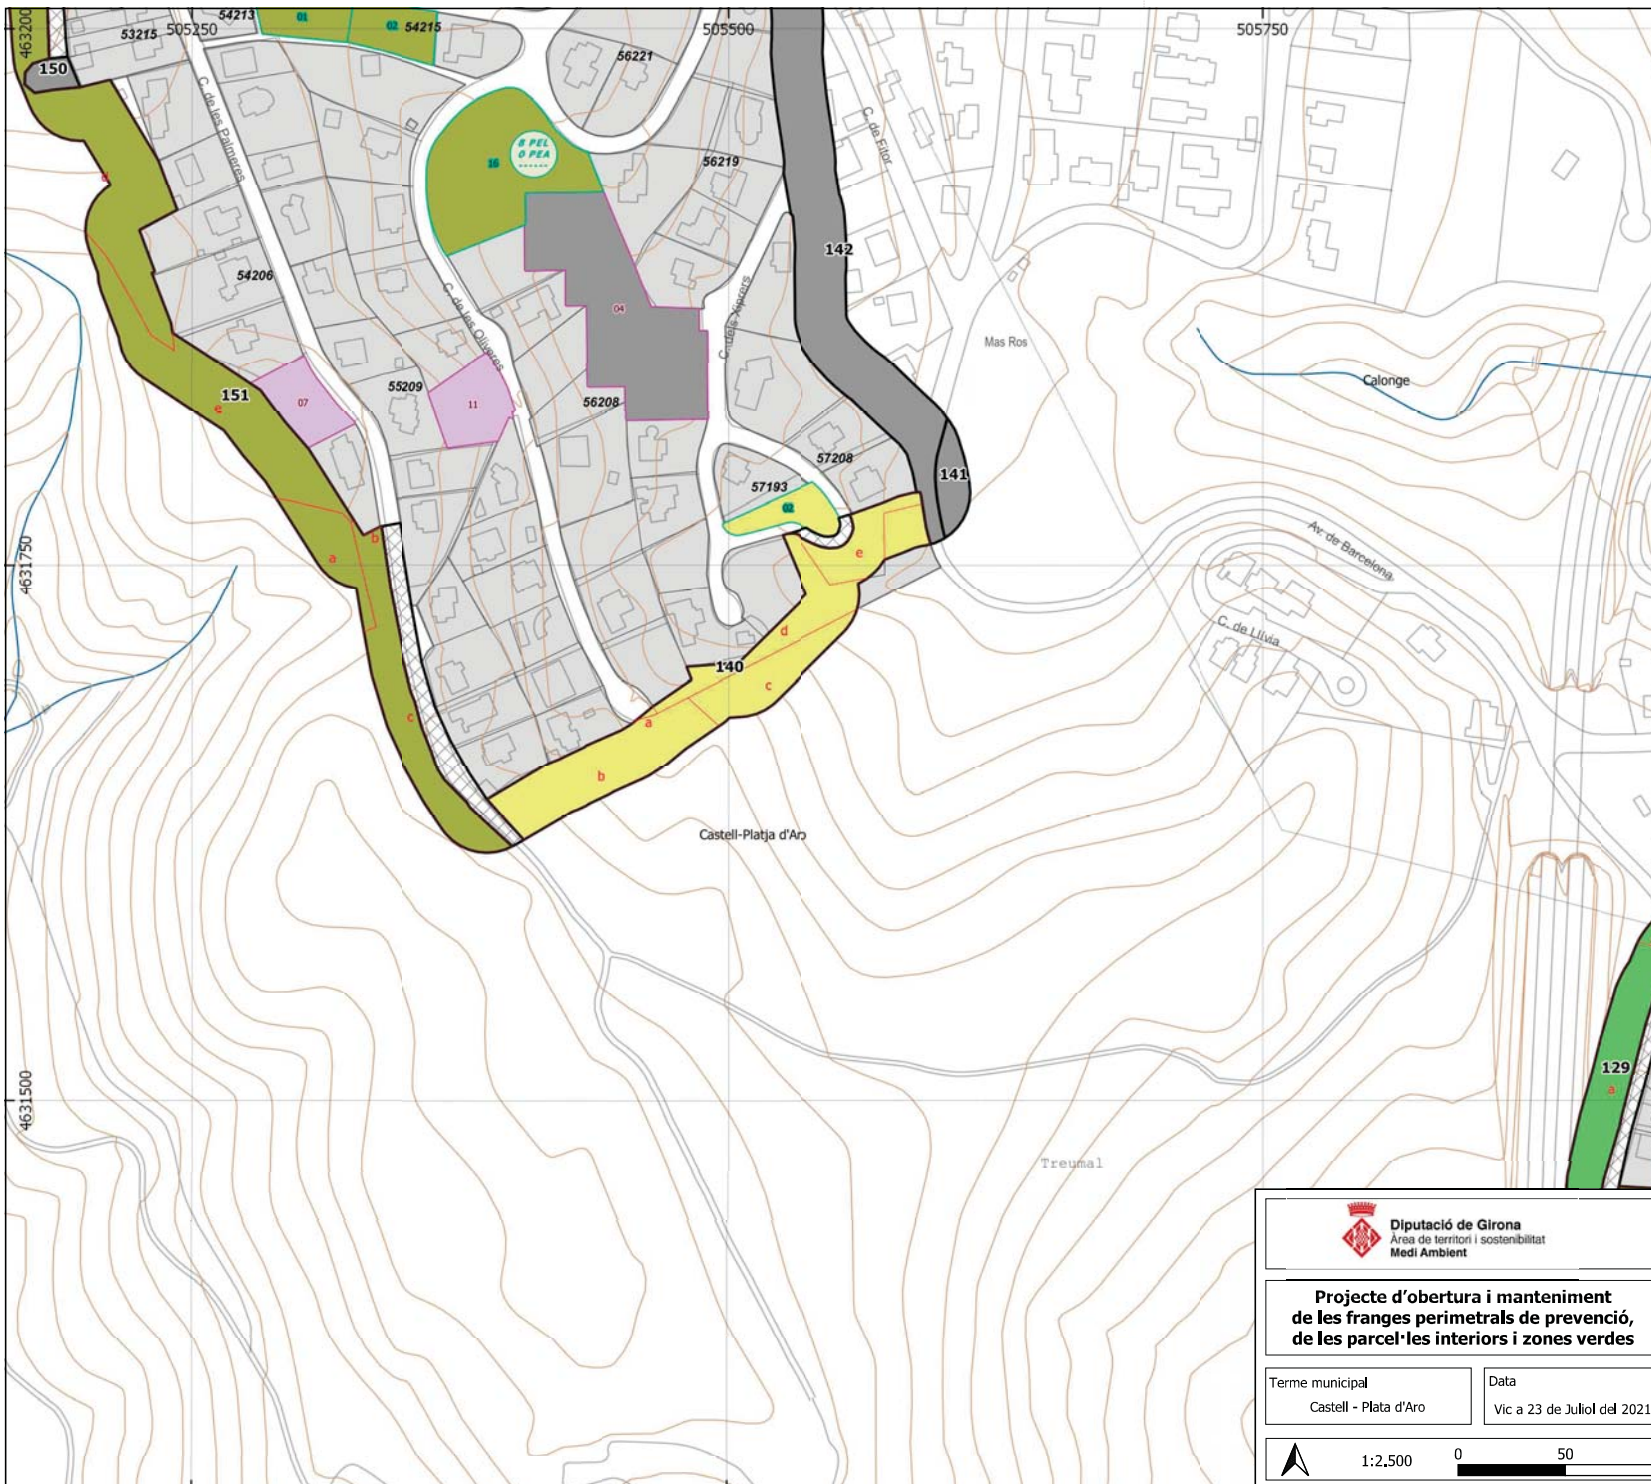 463200
505250
505500
505750
54213
01
02
54215
53215
150
56221
C. de les Palmeres
C. de Fitor
8 PEL
0 PEA
------
16
56219
d
142
54206
C. de les Oliveres
C. dels Xiprers
04
Mas Ros
Calonge
151
e
07
55209
11
56208
57208
141
57193
02
Av. de Barcelona
4631750
a
b
e
C. de Llívia
d
140
c
c
a
b
Castell-Platja d'Aro
4631500
129
a
Treumal
Diputació de Girona
Àrea de territori i sostenibilitat
Medi Ambient
Projecte d'obertura i manteniment
de les franges perimetrals de prevenció,
de les parcel·les interiors i zones verdes
Terme municipal
Castell - Plata d'Aro
Data
Vic a 23 de Juliol del 2021
1:2.500
0
50